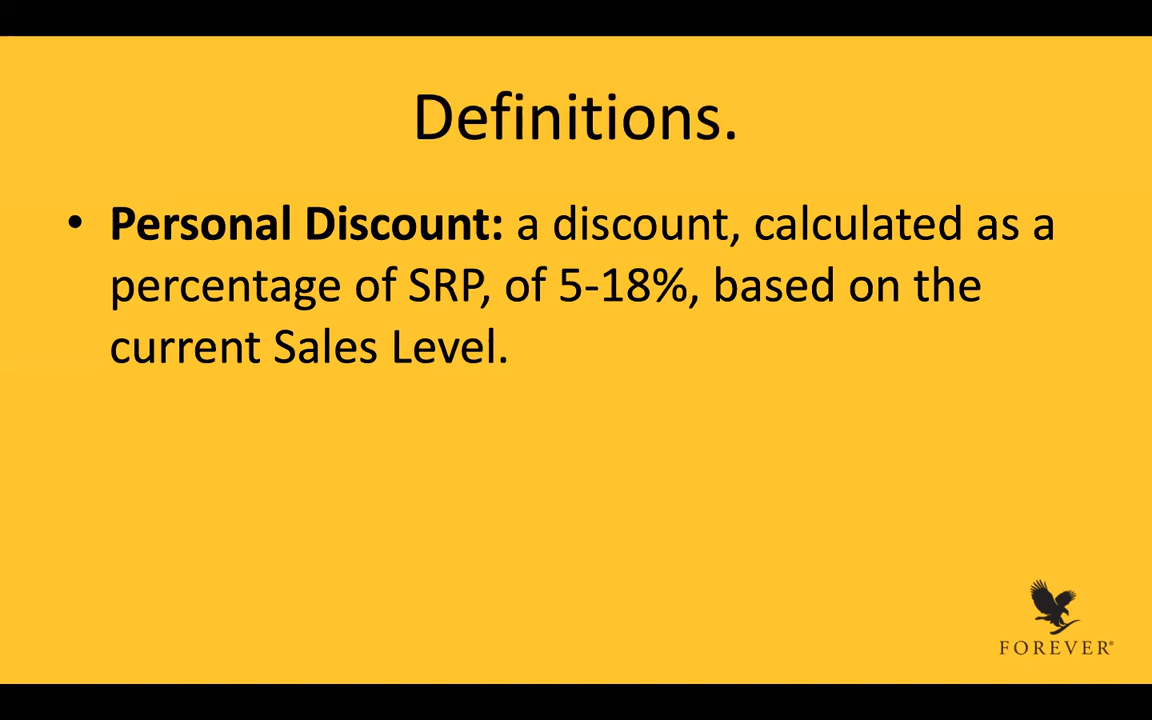 Definitions.
• Personal Discount: a discount, calculated as a
percentage of SRP, of 5-18%, based on the
current Sales Level.
FOREVER®